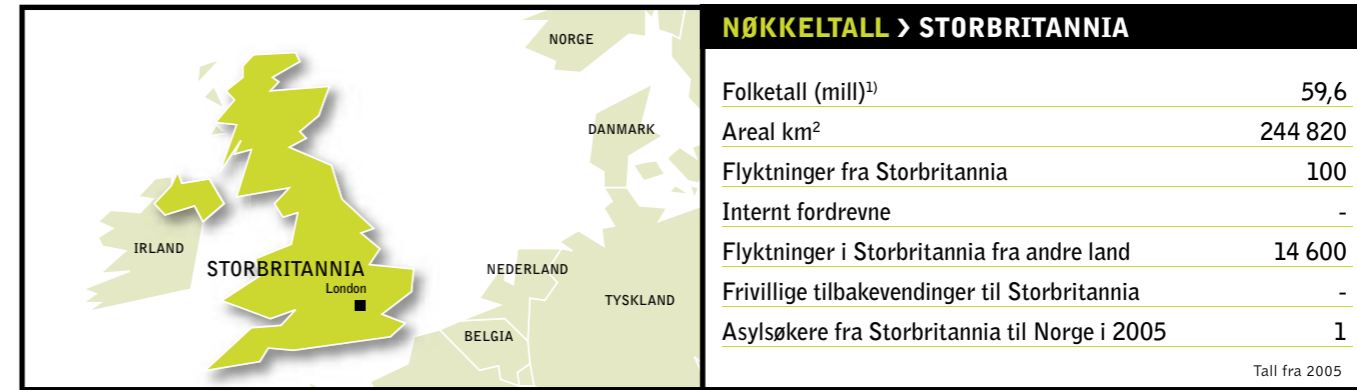 NORGE
DANMARK
IRLAND
STORBRITANNIA
London
NEDERLAND
TYSKLAND
BELGIA
NØKKELTALL > STORBRITANNIA
Folketall (mill)¹⁾ 59,6
Areal km² 244 820
Flyktninger fra Storbritannia 100
Internt fordrevne -
Flyktninger i Storbritannia fra andre land 14 600
Frivillige tilbakevendinger til Storbritannia -
Asylsøkere fra Storbritannia til Norge i 2005 1
Tall fra 2005